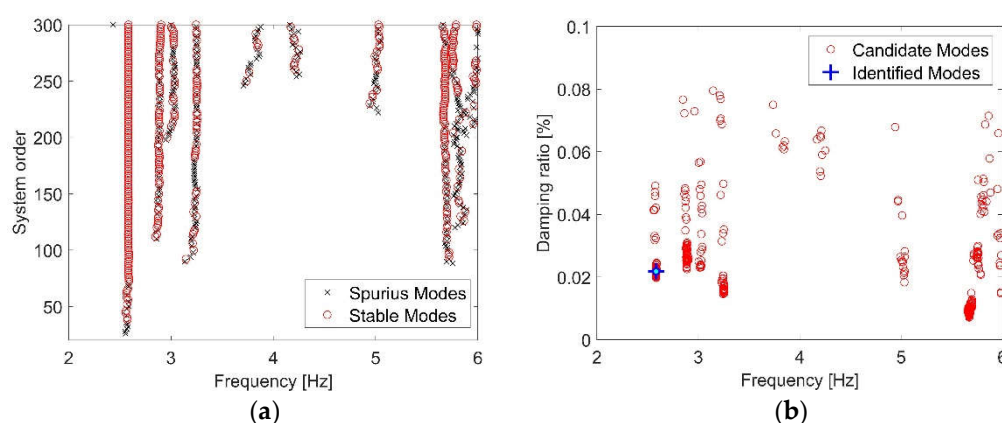 300
250
200
150
100
50
System order
Spurius Modes
Stable Modes
2 3 4 5 6
Frequency [Hz]
(a)
0.1
0.08
0.06
0.04
0.02
0
Damping ratio [%]
Candidate Modes
Identified Modes
2 3 4 5 6
Frequency [Hz]
(b)